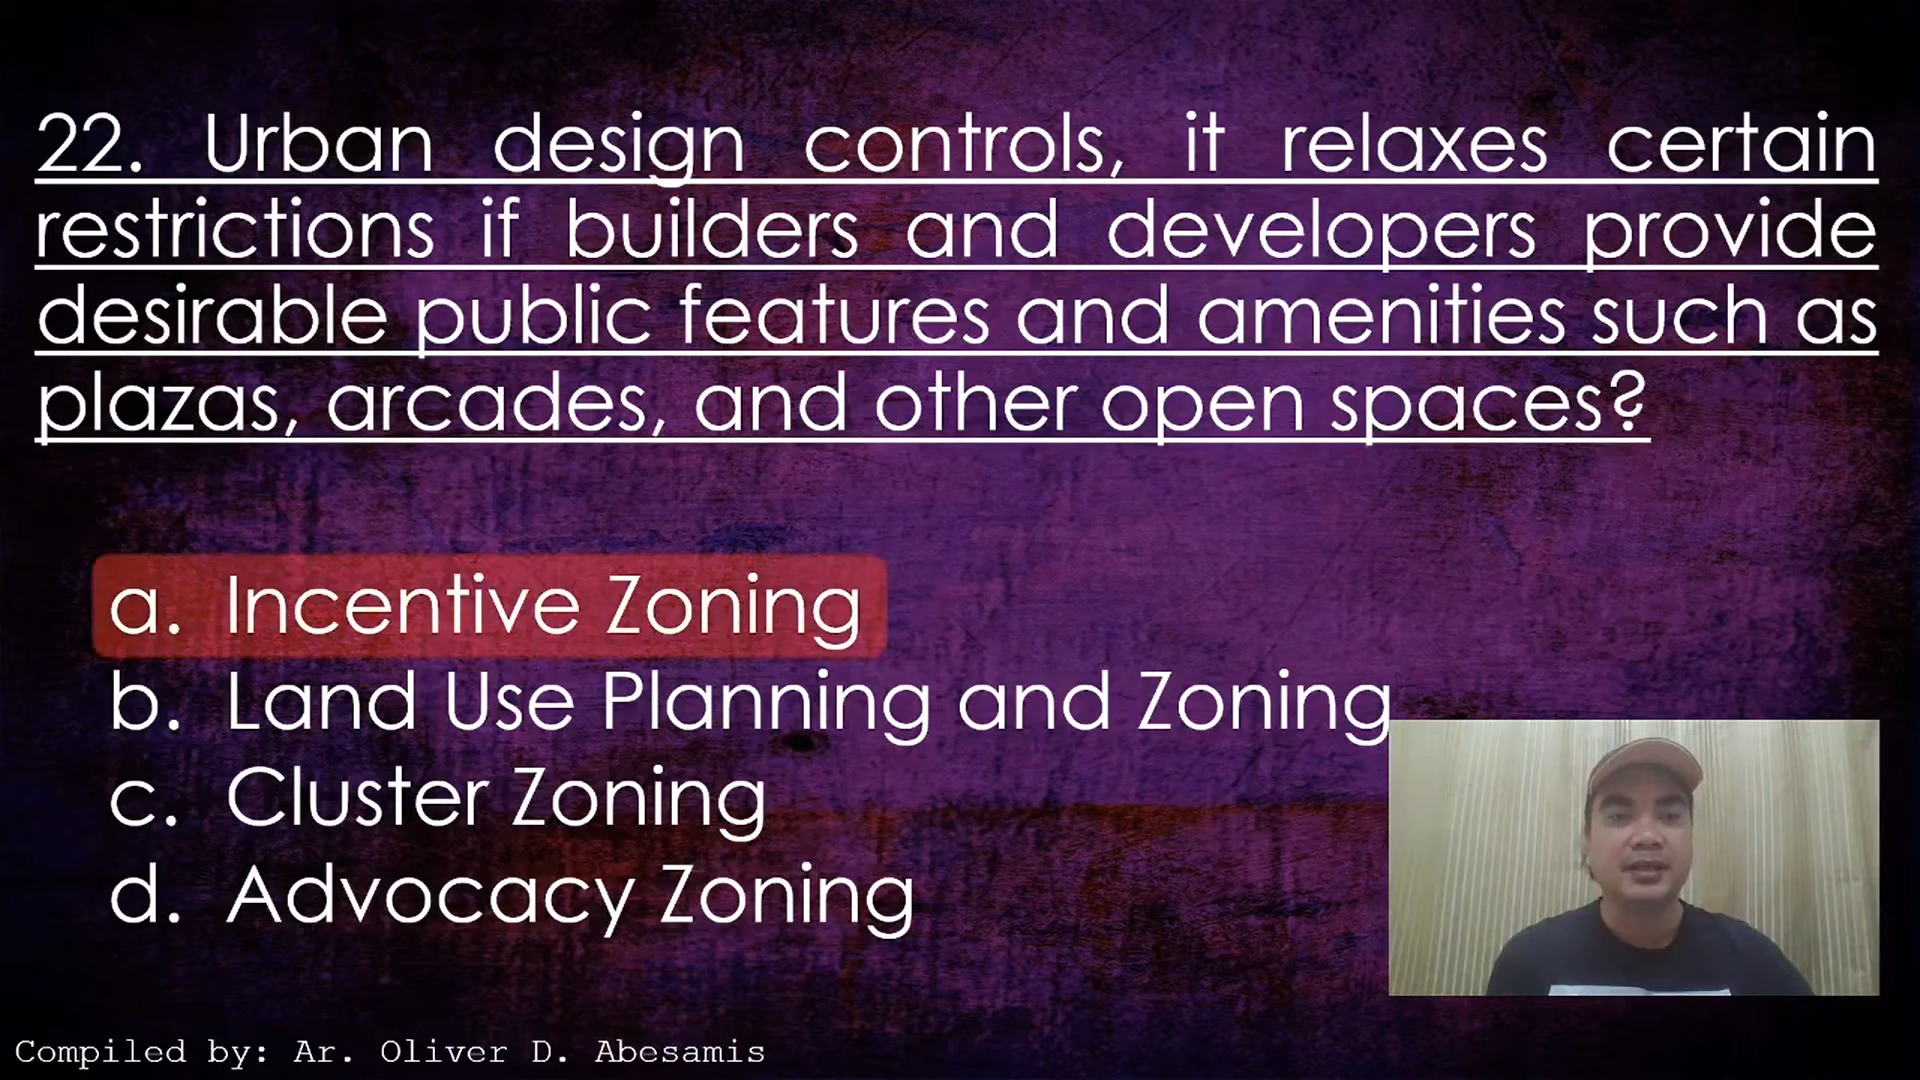 22. Urban design controls, it relaxes certain
restrictions if builders and developers provide
desirable public features and amenities such as
plazas, arcades, and other open spaces?
a. Incentive Zoning
b. Land Use Planning and Zoning
c. Cluster Zoning
d. Advocacy Zoning
Compiled by: Ar. Oliver D. Abesamis